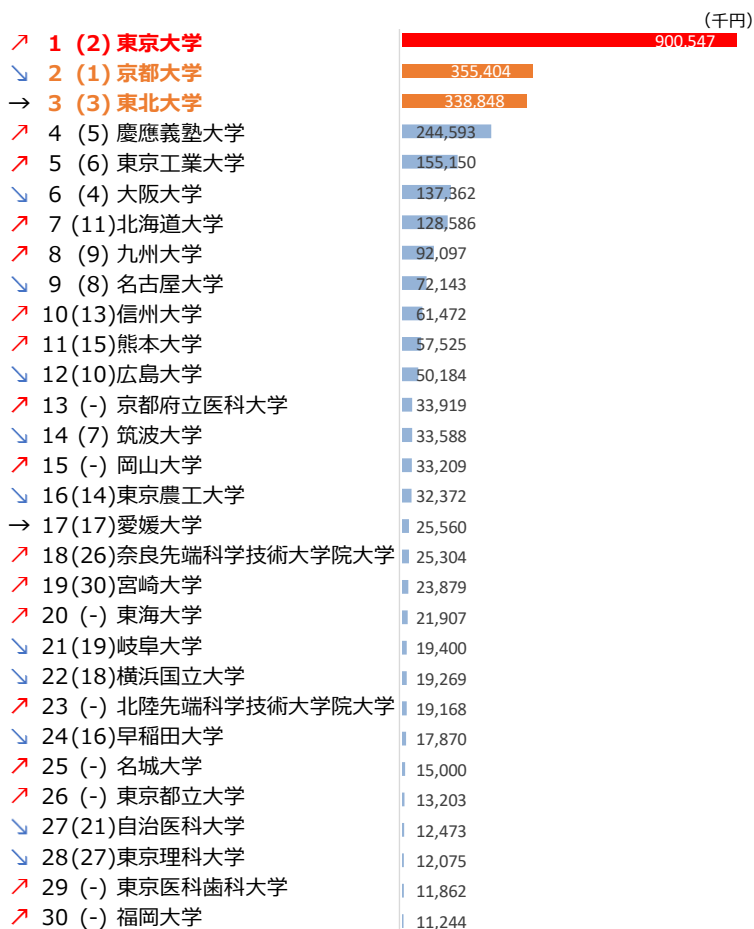 （千円）
↗ 1 (2) 東京大学 900,547
↘ 2 (1) 京都大学 355,404
→ 3 (3) 東北大学 338,848
↗ 4 (5) 慶應義塾大学 244,593
↗ 5 (6) 東京工業大学 155,150
↘ 6 (4) 大阪大学 137,362
↗ 7 (11)北海道大学 128,586
↗ 8 (9) 九州大学 92,097
↘ 9 (8) 名古屋大学 72,143
↗ 10(13)信州大学 61,472
↗ 11(15)熊本大学 57,525
↘ 12(10)広島大学 50,184
↗ 13 (-) 京都府立医科大学 33,919
↘ 14 (7) 筑波大学 33,588
↗ 15 (-) 岡山大学 33,209
↘ 16(14)東京農工大学 32,372
→ 17(17)愛媛大学 25,560
↗ 18(26)奈良先端科学技術大学院大学 25,304
↗ 19(30)宮崎大学 23,879
↗ 20 (-) 東海大学 21,907
↘ 21(19)岐阜大学 19,400
↘ 22(18)横浜国立大学 19,269
↗ 23 (-) 北陸先端科学技術大学院大学 19,168
↘ 24(16)早稲田大学 17,870
↗ 25 (-) 名城大学 15,000
↗ 26 (-) 東京都立大学 13,203
↘ 27(21)自治医科大学 12,473
↘ 28(27)東京理科大学 12,075
↗ 29 (-) 東京医科歯科大学 11,862
↗ 30 (-) 福岡大学 11,244